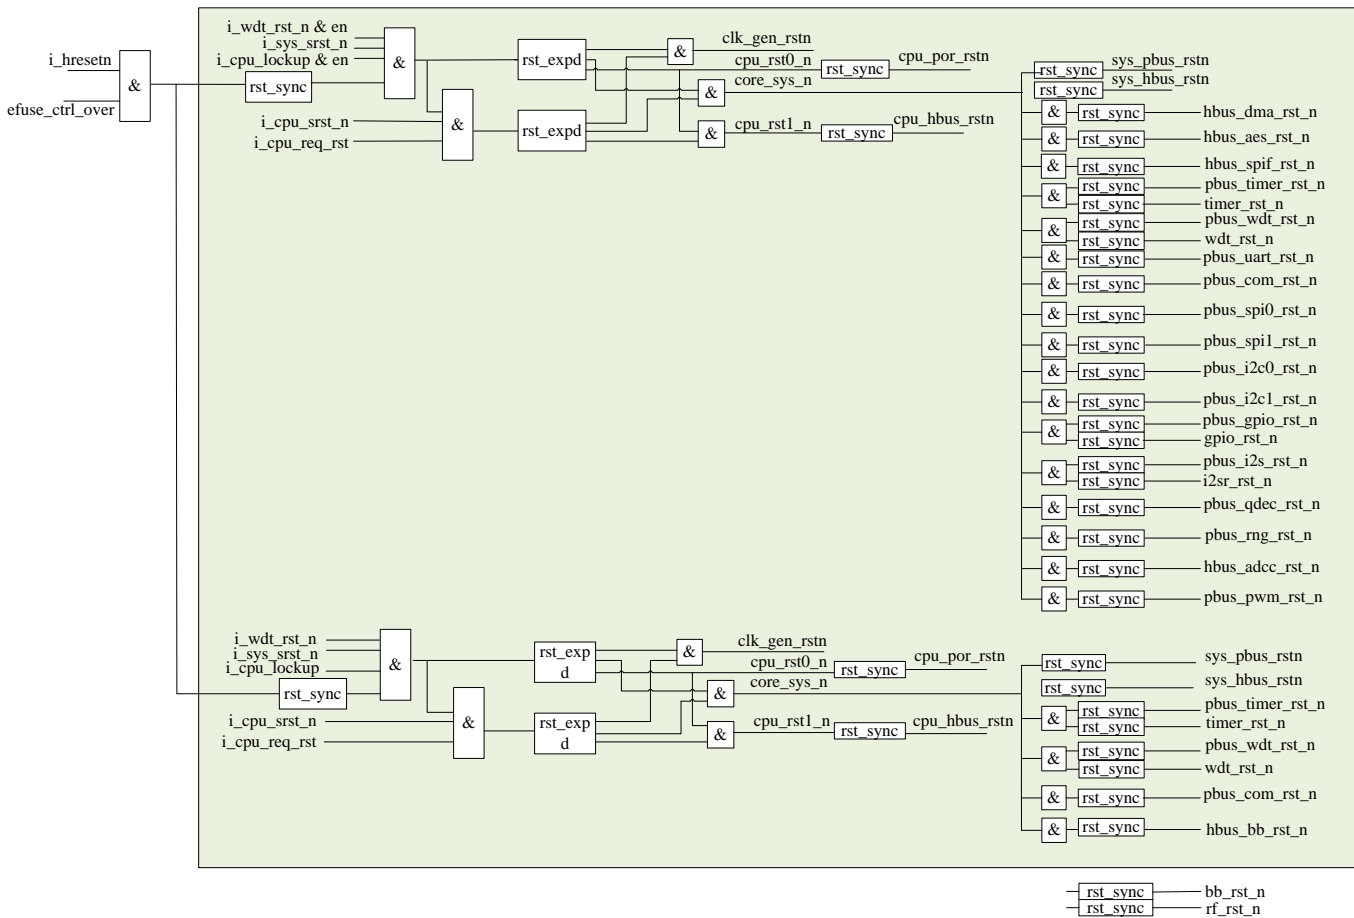 i_hresetn
&
efuse_ctrl_over
i_wdt_rst_n & en
i_sys_srst_n
i_cpu_lockup & en
rst_sync
&
i_cpu_srst_n
i_cpu_req_rst
&
rst_expd
rst_expd
&
clk_gen_rstn
cpu_rst0_n
rst_sync
cpu_por_rstn
&
core_sys_n
&
cpu_rst1_n
rst_sync
cpu_hbus_rstn
rst_sync
sys_pbus_rstn
rst_sync
sys_hbus_rstn
& rst_sync hbus_dma_rst_n
& rst_sync hbus_aes_rst_n
& rst_sync hbus_spif_rst_n
& rst_sync pbus_timer_rst_n
rst_sync timer_rst_n
& rst_sync pbus_wdt_rst_n
rst_sync wdt_rst_n
& rst_sync pbus_uart_rst_n
& rst_sync pbus_com_rst_n
& rst_sync pbus_spi0_rst_n
& rst_sync pbus_spi1_rst_n
& rst_sync pbus_i2c0_rst_n
& rst_sync pbus_i2c1_rst_n
& rst_sync pbus_gpio_rst_n
rst_sync gpio_rst_n
& rst_sync pbus_i2s_rst_n
rst_sync i2sr_rst_n
& rst_sync pbus_qdec_rst_n
& rst_sync pbus_rng_rst_n
& rst_sync hbus_adcc_rst_n
& rst_sync pbus_pwm_rst_n
i_wdt_rst_n
i_sys_srst_n
i_cpu_lockup
rst_sync
&
i_cpu_srst_n
i_cpu_req_rst
&
rst_exp
d
rst_exp
d
&
clk_gen_rstn
cpu_rst0_n
rst_sync
cpu_por_rstn
&
core_sys_n
&
cpu_rst1_n
rst_sync
cpu_hbus_rstn
rst_sync sys_pbus_rstn
rst_sync sys_hbus_rstn
& rst_sync pbus_timer_rst_n
rst_sync timer_rst_n
& rst_sync pbus_wdt_rst_n
rst_sync wdt_rst_n
& rst_sync pbus_com_rst_n
& rst_sync hbus_bb_rst_n
rst_sync bb_rst_n
rst_sync rf_rst_n